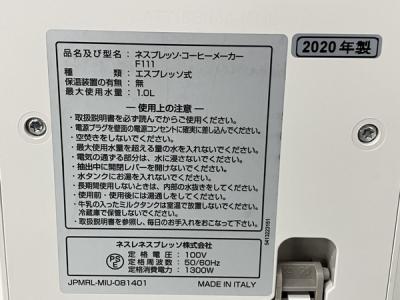 品名及び型名：ネスプレッソ・コーヒーメーカー
F111
種類：エスプレッソ式
保温装置の有無：無
最大使用水量：1.0L
ー使用上の注意ー
・取扱説明書を必ず読んでからご使用ください。
・電源プラグを壁面の電源コンセントに確実に差し込んでください。
・空焚きをしないでください。
・最大使用水量を超える量の水を入れないでください。
・電気の通する部分は、水に浸さないでください。
・抽出中に開閉レバーを開けないでください。
・水タンクにお湯を入れないでください。
・長期間使用しないときは、内部の水抜きをしてください。
・使用前・使用後には湯通しをしてください。
・牛乳の入ったミルクタンクは室温で放置しないでください。
冷蔵庫で保管しないでください。
・取扱説明書を参照し、毎日のお手入れをおこなってください。
ネスレネスプレッソ株式会社
PSE
定格電圧：100V
定格周波数：50/60Hz
定格消費電力：1300W
JPMRL-MIU-081401
MADE IN ITALY
2020年製